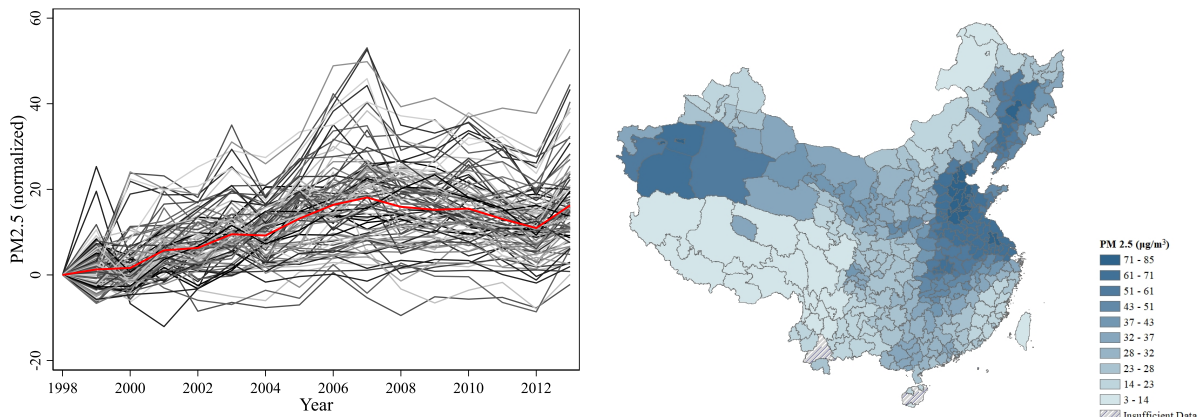 60
40
20
0
-20
PM2.5 (normalized)
1998 2000 2002 2004 2006 2008 2010 2012
Year
PM 2.5 (µg/m³)
71 - 85
61 - 71
51 - 61
43 - 51
37 - 43
32 - 37
28 - 32
23 - 28
14 - 23
3 - 14
Insufficient Data